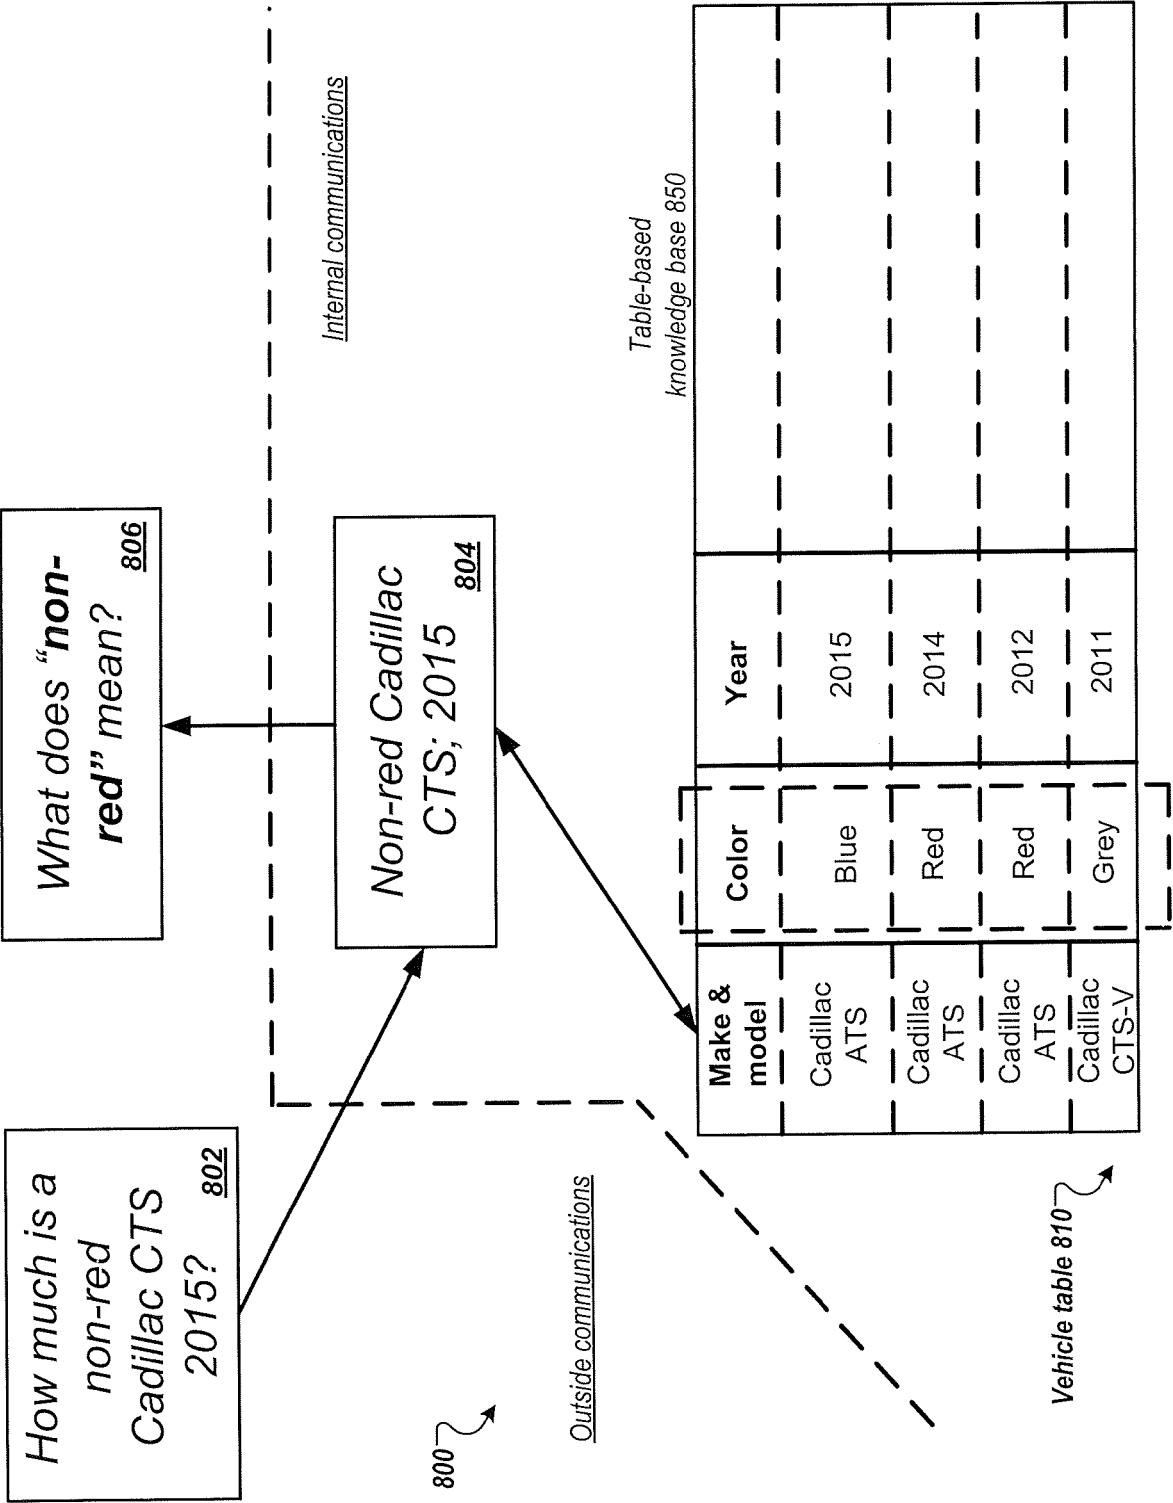 How much is a
non-red
Cadillac CTS
2015?
802
What does “non-
red” mean?
806
Non-red Cadillac
CTS; 2015
804
Internal communications
800
Outside communications
Table-based
knowledge base 850
Make &
model
Color
Year
Cadillac
ATS
Blue
2015
Cadillac
ATS
Red
2014
Cadillac
ATS
Red
2012
Cadillac
CTS-V
Grey
2011
Vehicle table 810